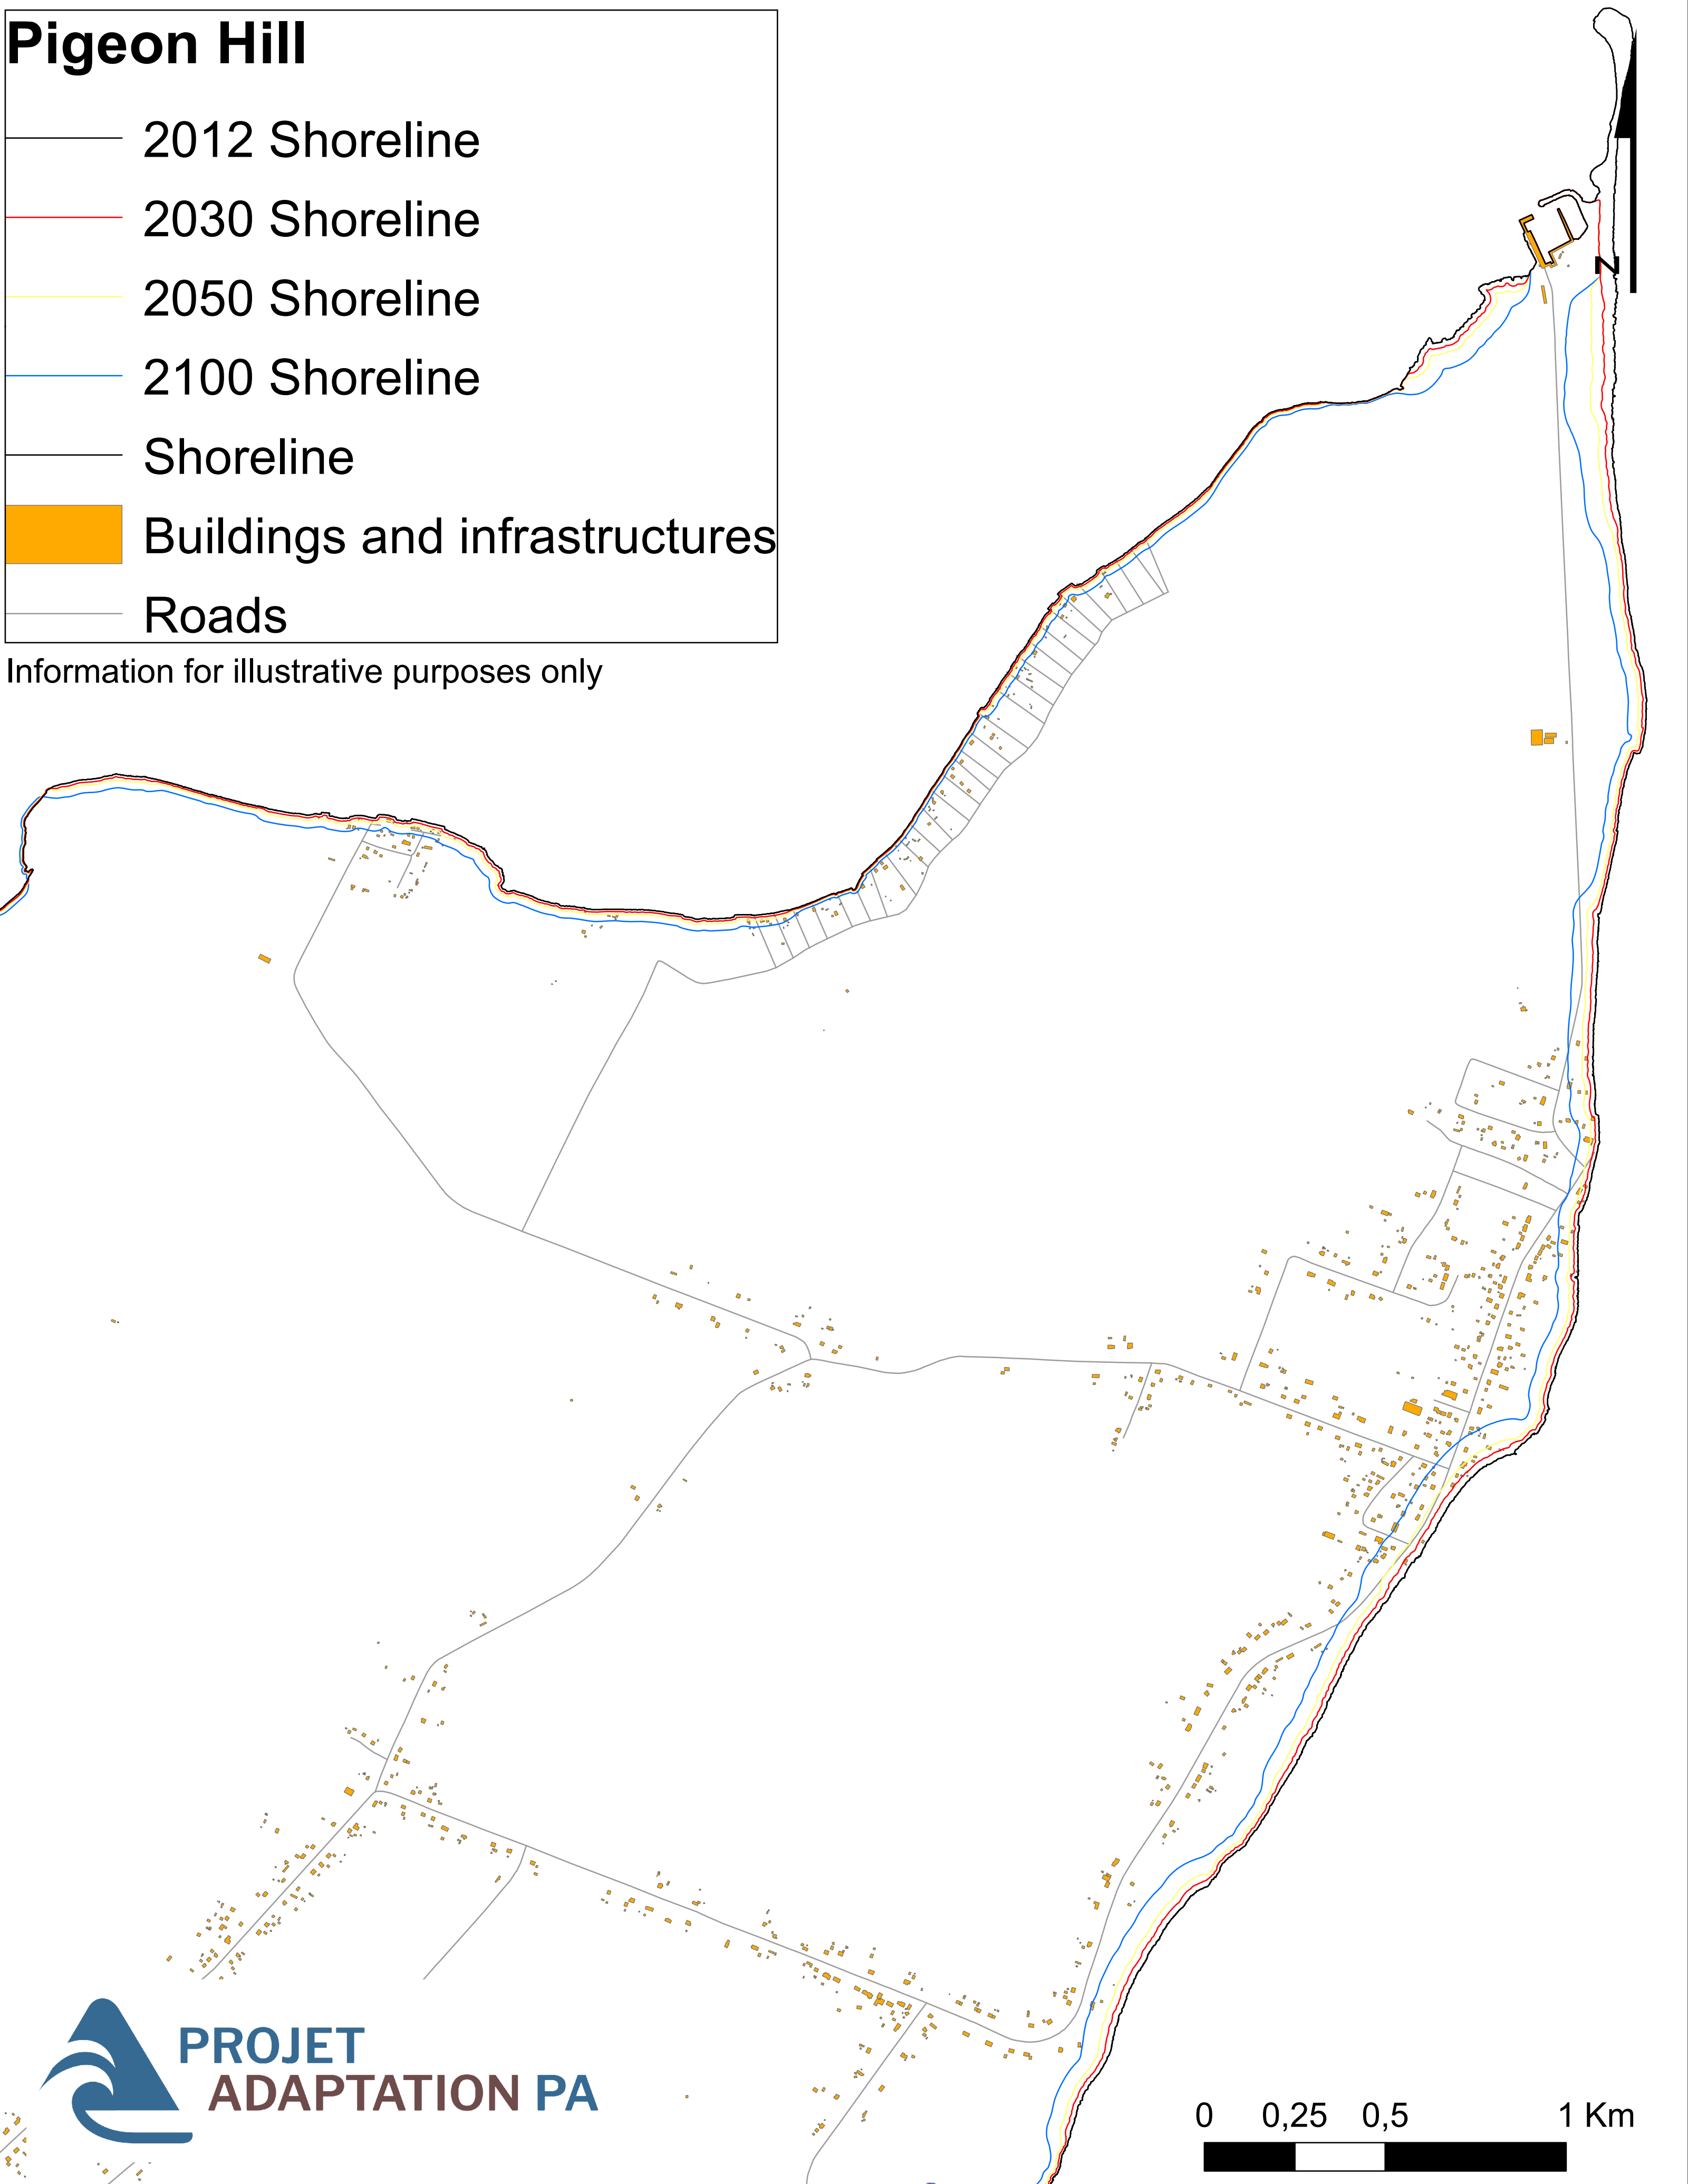 Pigeon Hill
2012 Shoreline
2030 Shoreline
2050 Shoreline
2100 Shoreline
Shoreline
Buildings and infrastructures
Roads
Information for illustrative purposes only
N
PROJET
ADAPTATION PA
0 0,25 0,5 1 Km